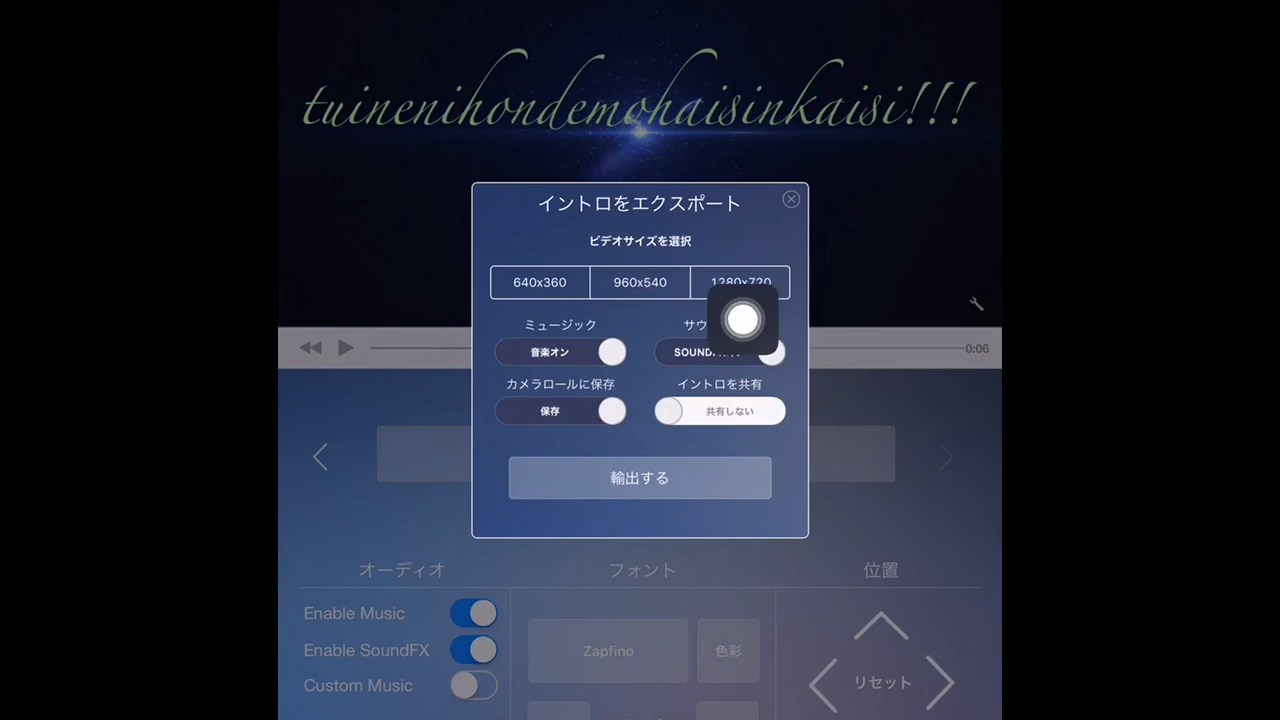 tuinenihondemohaisinkaisi!!!
イントロをエクスポート
ビデオサイズを選択
640x360 960x540 1280x720
ミュージック
音楽オン
カメラロールに保存 イントロを共有
保存 共有しない
輸出する
0:06
オーディオ フォント 位置
Enable Music
Enable SoundFX
Custom Music
Zapfino 色彩
リセット